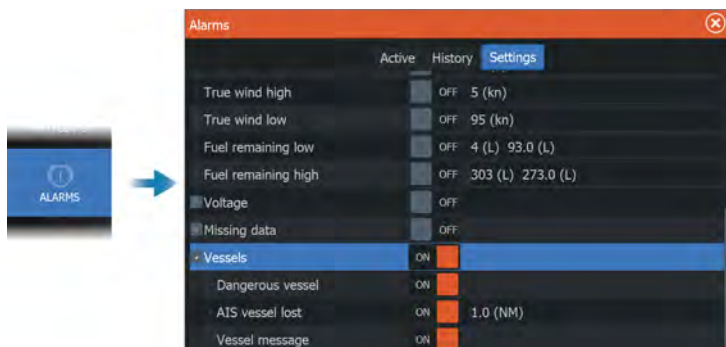 Alarms
Active History Settings
True wind high OFF 5 (kn)
True wind low OFF 95 (kn)
Fuel remaining low OFF 4 (L) 93.0 (L)
Fuel remaining high OFF 303 (L) 273.0 (L)
Voltage OFF
Missing data OFF
Vessels ON
Dangerous vessel ON
AIS vessel lost ON 1.0 (NM)
Vessel message ON
ALARMS